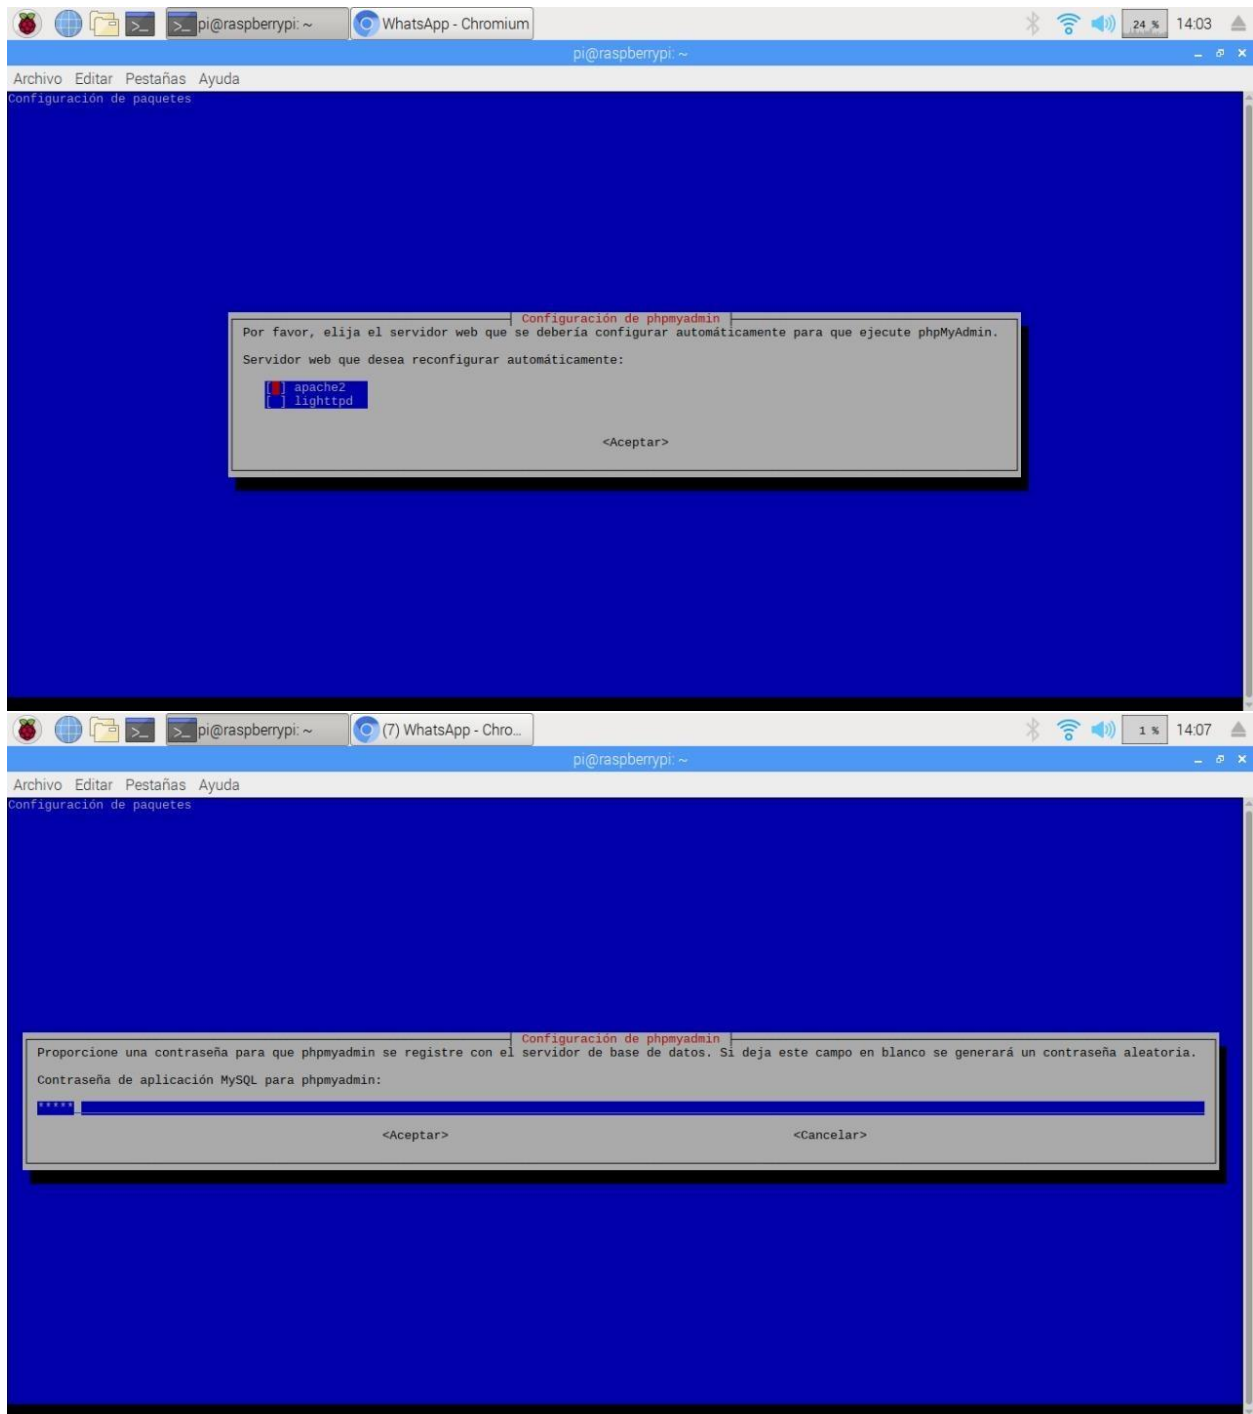 pi@raspberrypi: ~ WhatsApp - Chromium 24 % 14:03
pi@raspberrypi: ~
Archivo Editar Pestañas Ayuda
Configuración de paquetes
Configuración de phpmyadmin
Por favor, elija el servidor web que se debería configurar automáticamente para que ejecute phpMyAdmin.
Servidor web que desea reconfigurar automáticamente:
[ ] apache2
[ ] lighttpd
<Aceptar>
pi@raspberrypi: ~ (7) WhatsApp - Chro... 1 % 14:07
pi@raspberrypi: ~
Archivo Editar Pestañas Ayuda
Configuración de paquetes
Configuración de phpmyadmin
Proporcione una contraseña para que phpmyadmin se registre con el servidor de base de datos. Si deja este campo en blanco se generará un contraseña aleatoria.
Contraseña de aplicación MySQL para phpmyadmin:
*****
<Aceptar> <Cancelar>